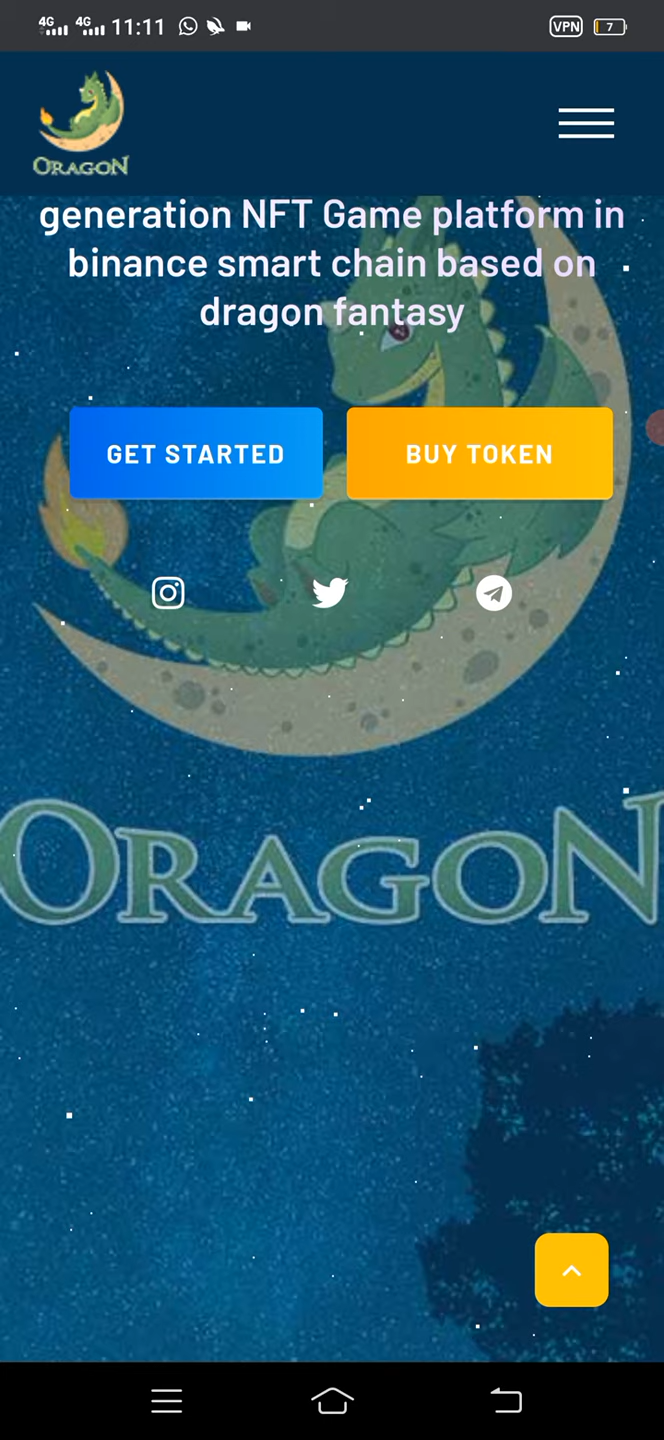 4G 4G 11:11 VPN 7
ORAGON
generation NFT Game platform in
binance smart chain based on
dragon fantasy
GET STARTED
BUY TOKEN
ORAGON